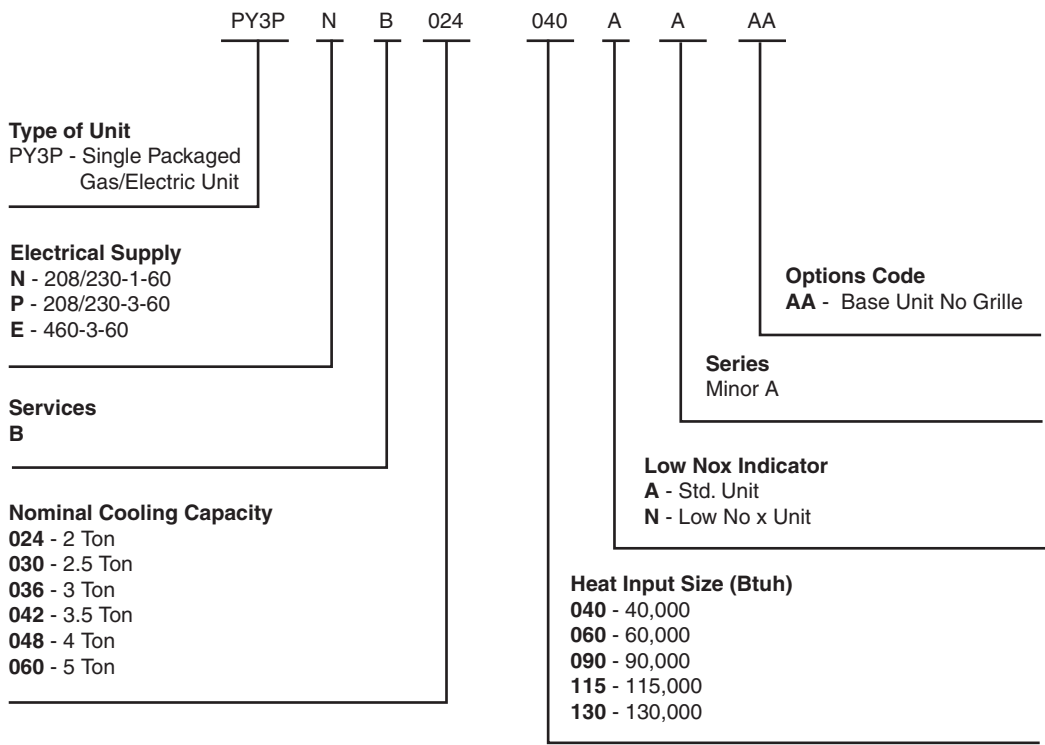 PY3P N B 024 040 A A AA
Type of Unit
PY3P - Single Packaged
Gas/Electric Unit
Electrical Supply
N - 208/230-1-60
P - 208/230-3-60
E - 460-3-60
Services
B
Nominal Cooling Capacity
024 - 2 Ton
030 - 2.5 Ton
036 - 3 Ton
042 - 3.5 Ton
048 - 4 Ton
060 - 5 Ton
Options Code
AA - Base Unit No Grille
Series
Minor A
Low Nox Indicator
A - Std. Unit
N - Low No x Unit
Heat Input Size (Btuh)
040 - 40,000
060 - 60,000
090 - 90,000
115 - 115,000
130 - 130,000